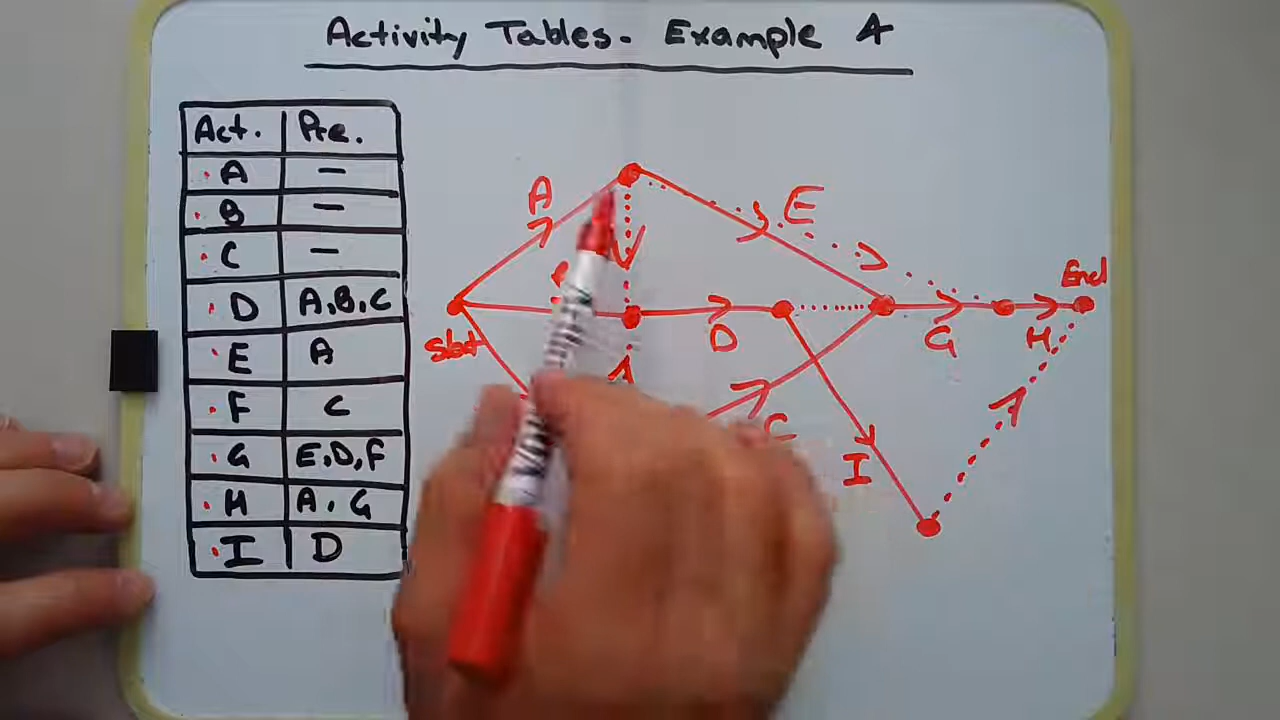 Activity Tables. Example 4
Act. Pre.
A –
B –
C –
D A,B,C
E A
F C
G E,D,F
H A,G
I D
A
E
End
Start
D
G
H
I